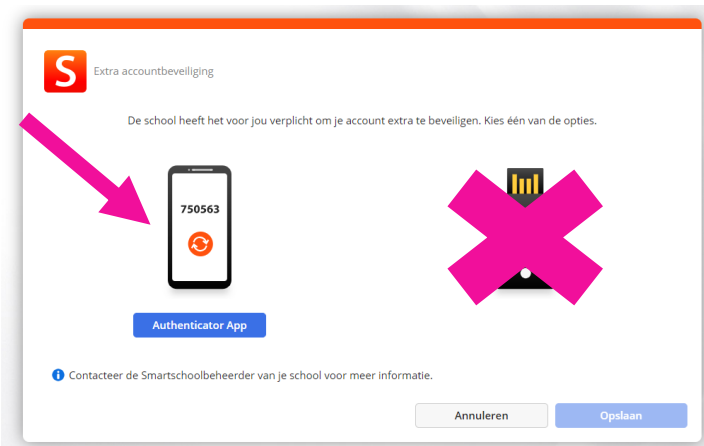 S
Extra accountbeveiliging
De school heeft het voor jou verplicht om je account extra te beveiligen. Kies één van de opties.
750563
Authenticator App
Contacteer de Smartschoolbeheerder van je school voor meer informatie.
Annuleren
Opslaan